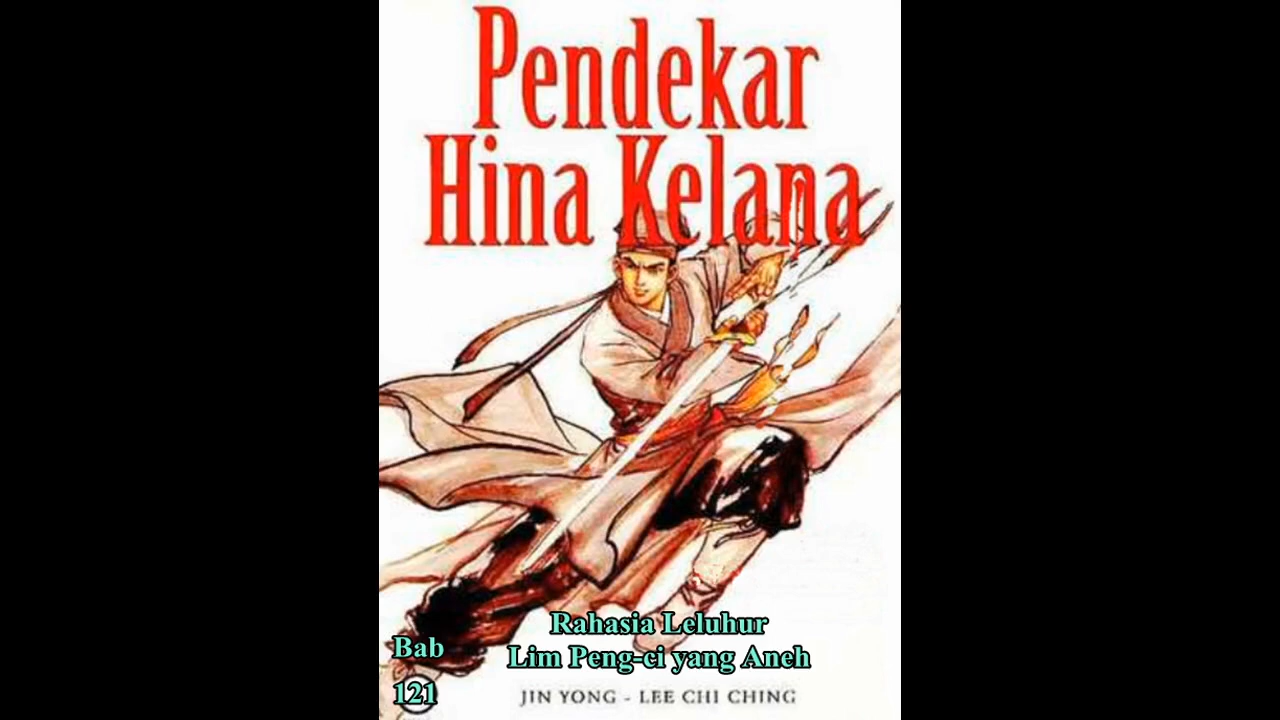 Pendekar
Hina Kelana
Rahasia Leluhur
Lim Peng-ci yang Aneh
Bab
121
JIN YONG - LEE CHI CHING